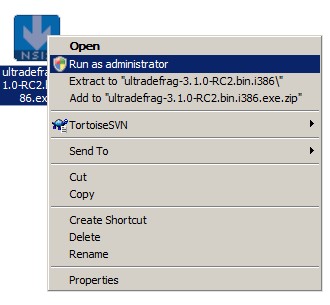 NSIS
ultradefrag-
1.0-RC2.bin.i3
86.exe
Open
Run as administrator
Extract to "ultradefrag-3.1.0-RC2.bin.i386\"
Add to "ultradefrag-3.1.0-RC2.bin.i386.exe.zip"
TortoiseSVN
Send To
Cut
Copy
Create Shortcut
Delete
Rename
Properties